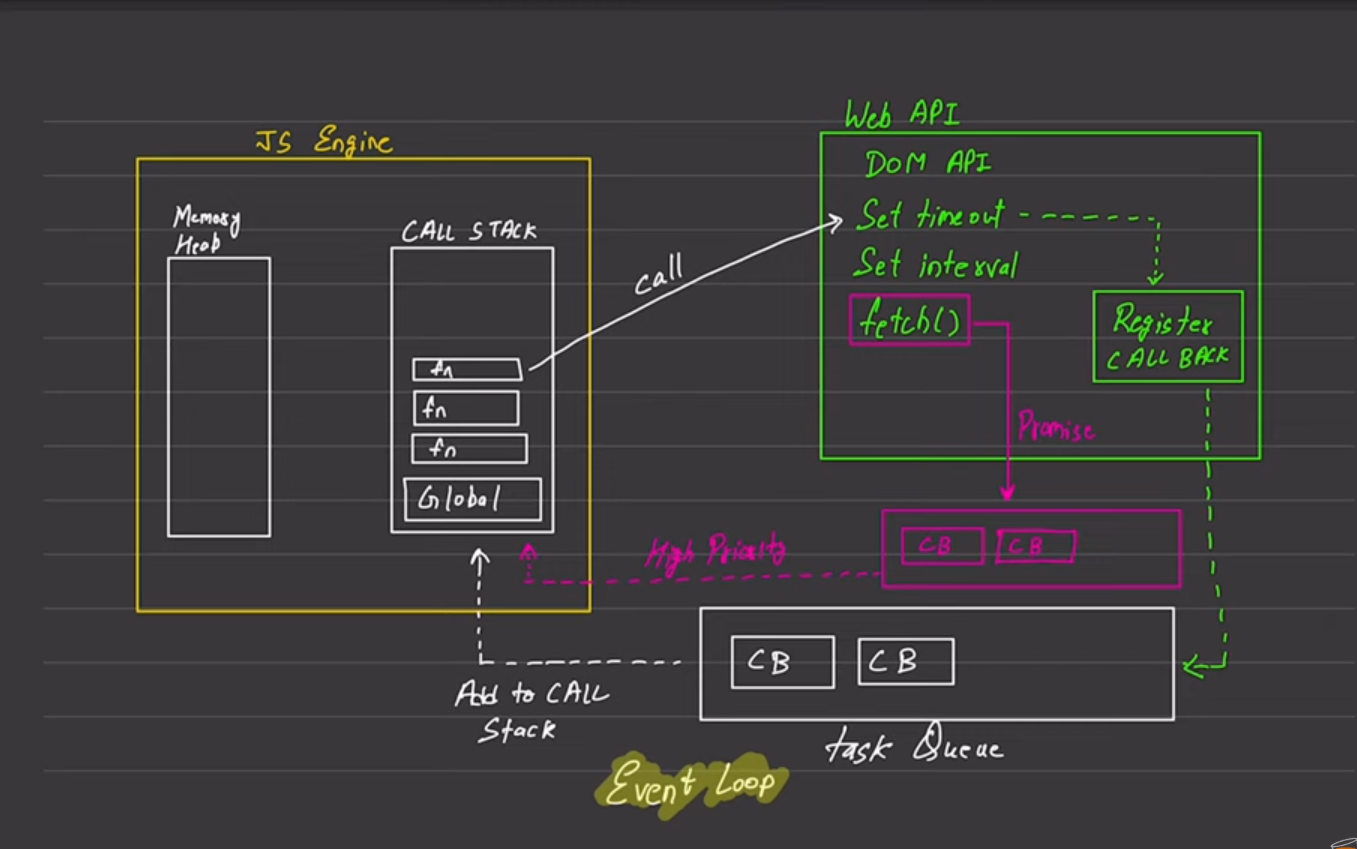 JS Engine
Memory
Heap
CALL STACK
fn
fn
fn
Global
call
Web API
DOM API
Set timeout
Set interval
fetch()
Register
CALL BACK
Promise
CB CB
High Priority
CB CB
Add to CALL
Stack
task Queue
Event Loop